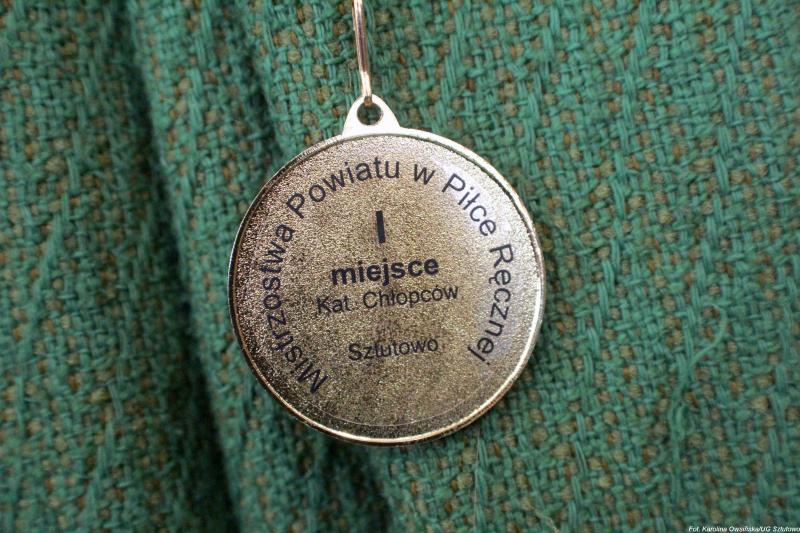 Mistrzostwa Powiatu w Piłce Ręcznej
I
miejsce
Kat. Chłopców
Sztutowo
Fot. Karolina Owsińska/UG Sztutowo